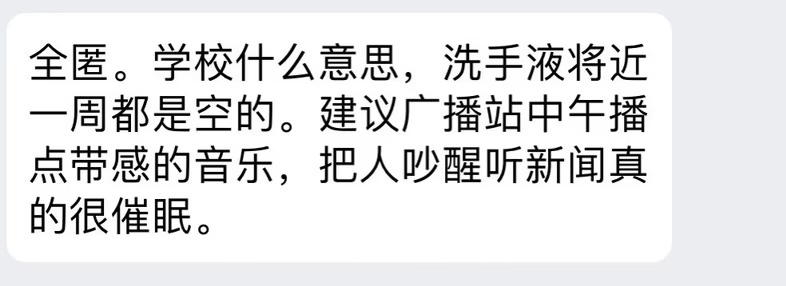 全匿。学校什么意思，洗手液将近
一周都是空的。建议广播站中午播
点带感的音乐，把人吵醒听新闻真
的很催眠。